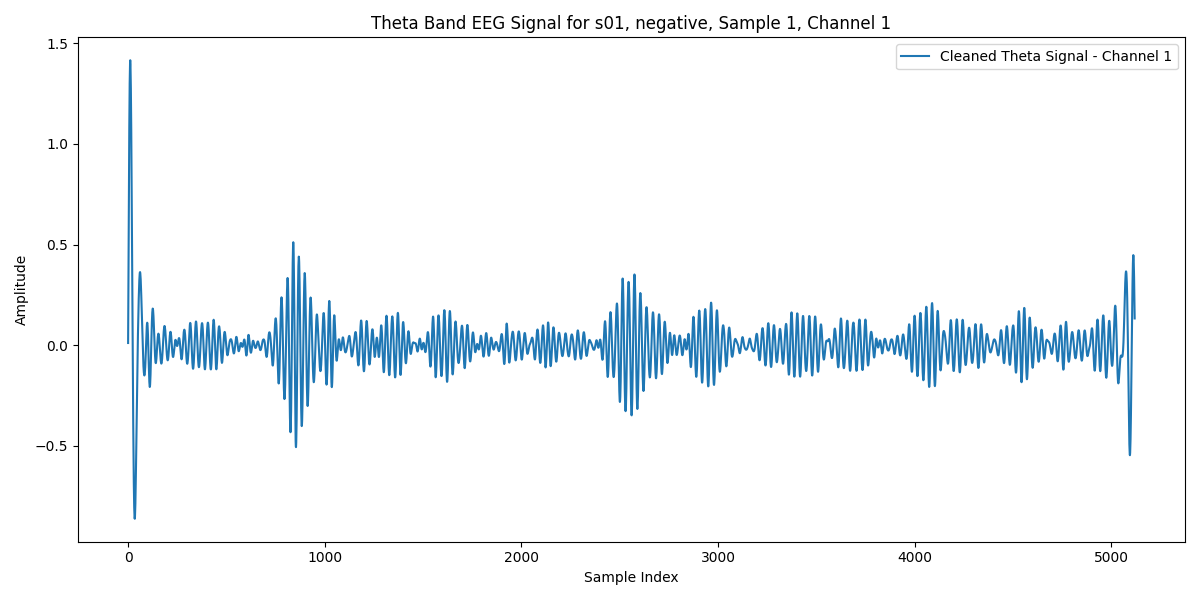 Theta Band EEG Signal for s01, negative, Sample 1, Channel 1
Cleaned Theta Signal - Channel 1
1.5
1.0
0.5
0.0
−0.5
Amplitude
0
1000
2000
3000
4000
5000
Sample Index